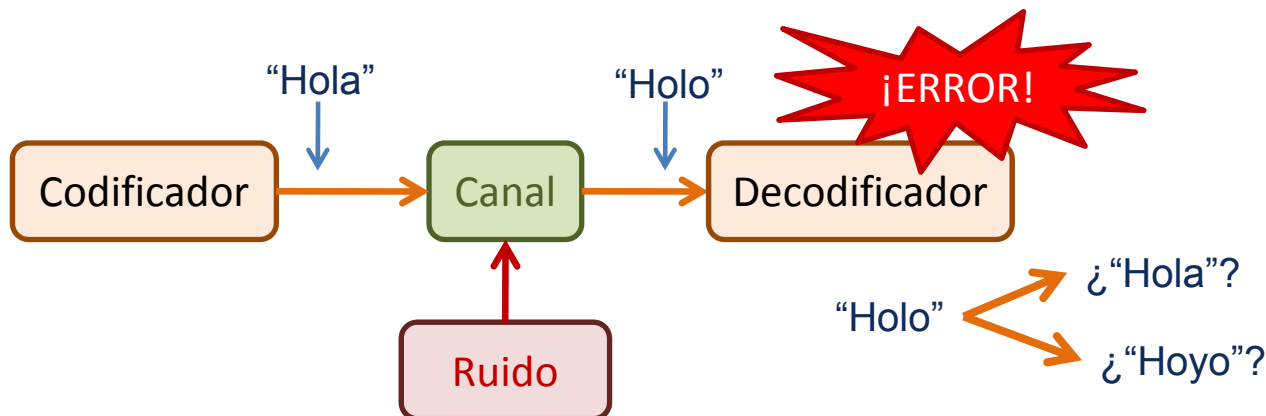 “Hola”
“Holo”
¡ERROR!
Codificador
Canal
Decodificador
Ruido
“Holo”
¿“Hola”?
¿“Hoyo”?